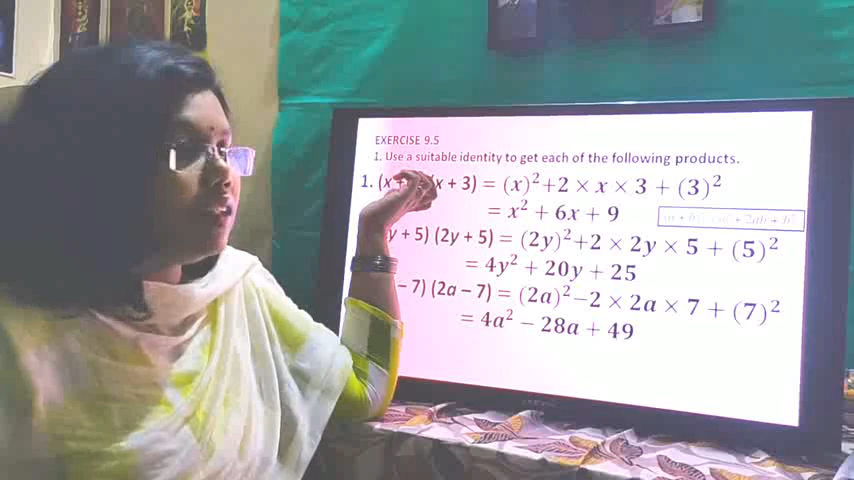 EXERCISE 9.5
1. Use a suitable identity to get each of the following products.
1. (x + x + 3) = (x)²+2 × x × 3 + (3)²
= x² + 6x + 9
y + 5) (2y + 5) = (2y)²+2 × 2y × 5 + (5)²
= 4y² + 20y + 25
– 7) (2a – 7) = (2a)²−2 × 2a × 7 + (7)²
= 4a² − 28a + 49